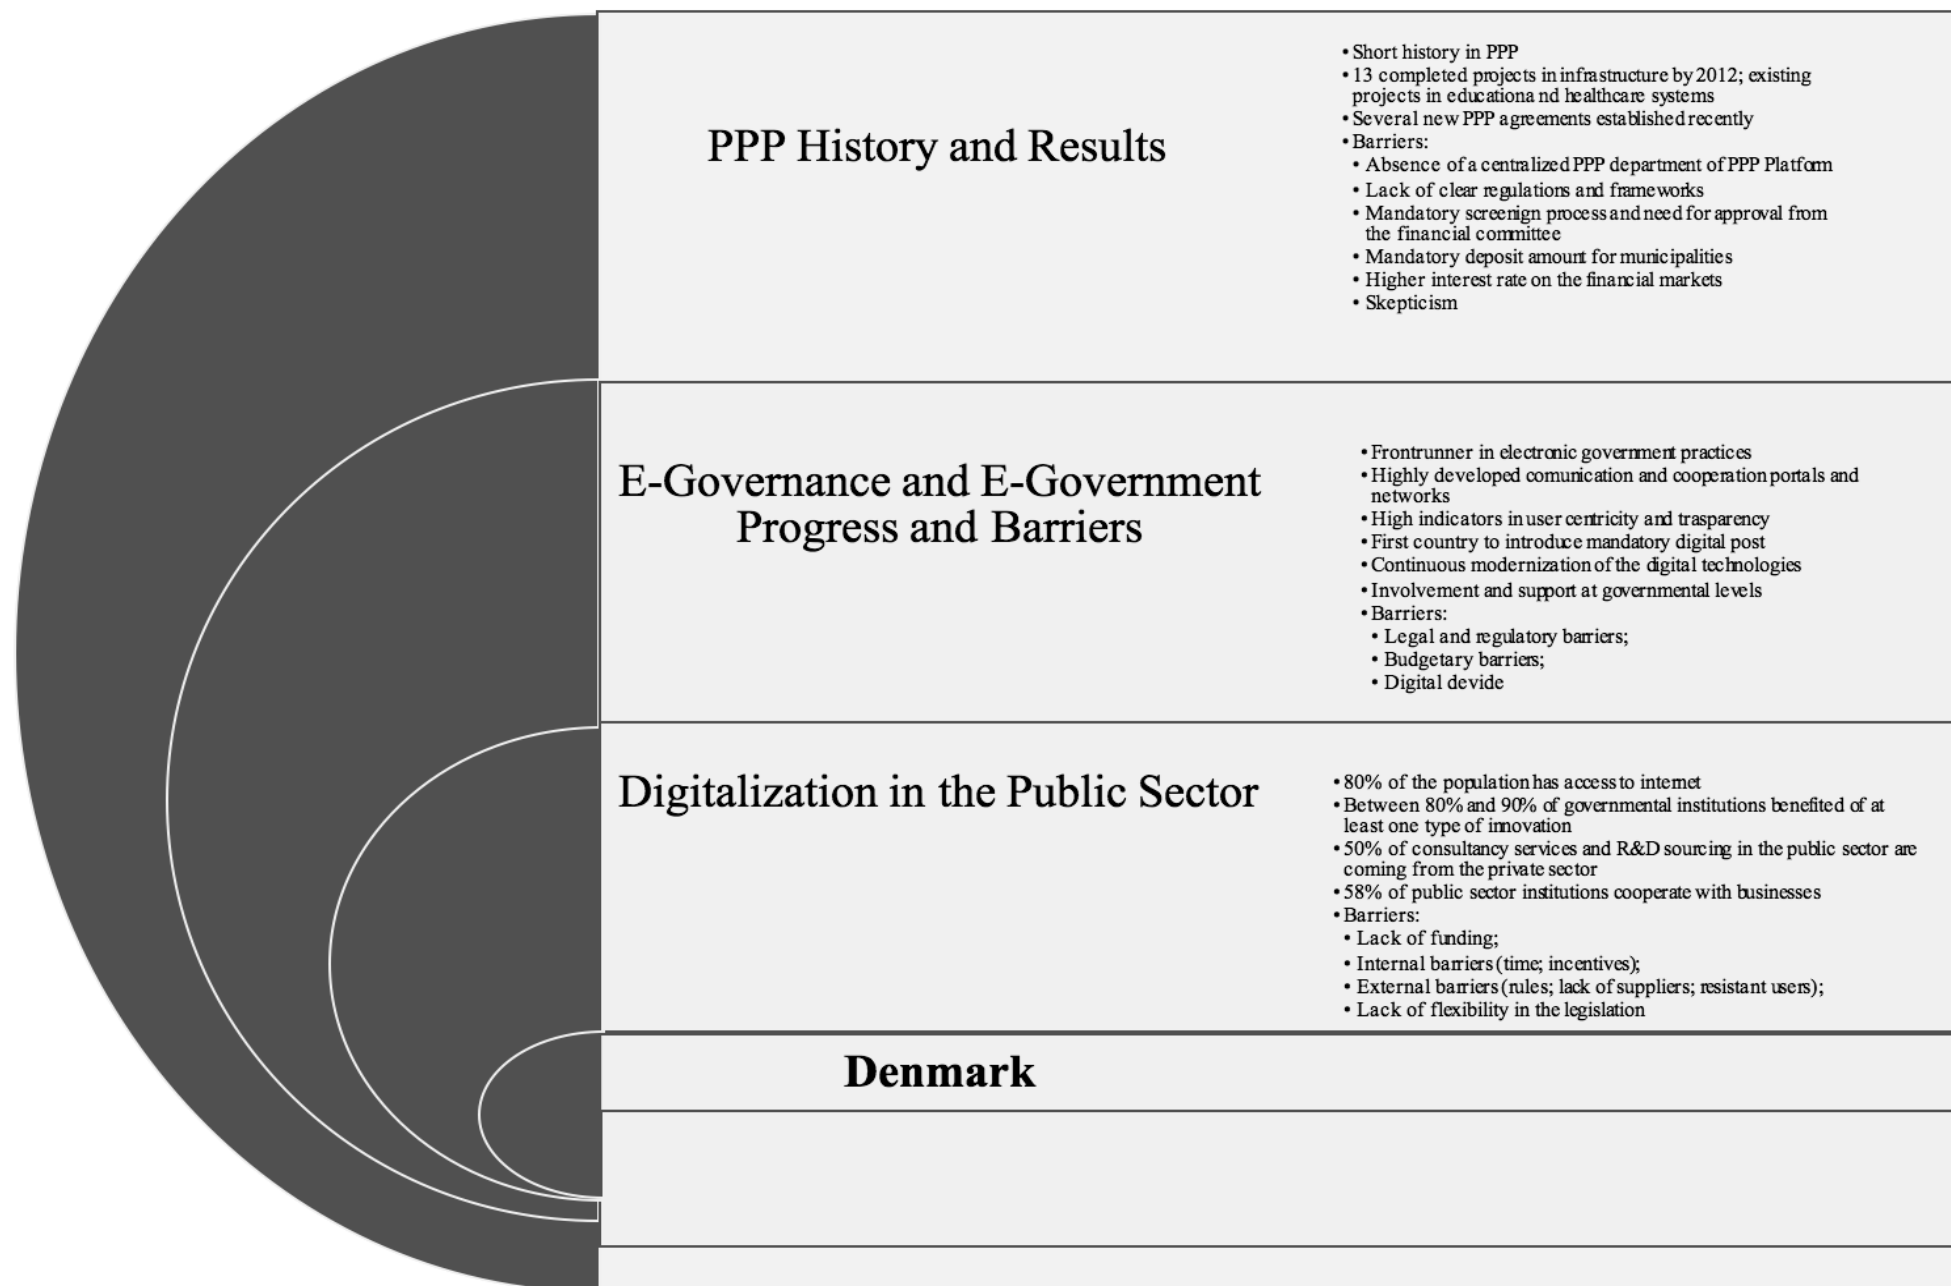 PPP History and Results
• Short history in PPP
• 13 completed projects in infrastructure by 2012; existing
projects in educationa nd healthcare systems
• Several new PPP agreements established recently
• Barriers:
• Absence of a centralized PPP department of PPP Platform
• Lack of clear regulations and frameworks
• Mandatory screenign process and need for approval from
the financial committee
• Mandatory deposit amount for municipalities
• Higher interest rate on the financial markets
• Skepticism
E-Governance and E-Government
Progress and Barriers
• Frontrunner in electronic government practices
• Highly developed comunication and cooperation portals and
networks
• High indicators in user centricity and trasparency
• First country to introduce mandatory digital post
• Continuous modernization of the digital technologies
• Involvement and support at governmental levels
• Barriers:
• Legal and regulatory barriers;
• Budgetary barriers;
• Digital devide
Digitalization in the Public Sector
• 80% of the population has access to internet
• Between 80% and 90% of governmental institutions benefited of at
least one type of innovation
• 50% of consultancy services and R&D sourcing in the public sector are
coming from the private sector
• 58% of public sector institutions cooperate with businesses
• Barriers:
• Lack of funding;
• Internal barriers (time; incentives);
• External barriers (rules; lack of suppliers; resistant users);
• Lack of flexibility in the legislation
Denmark